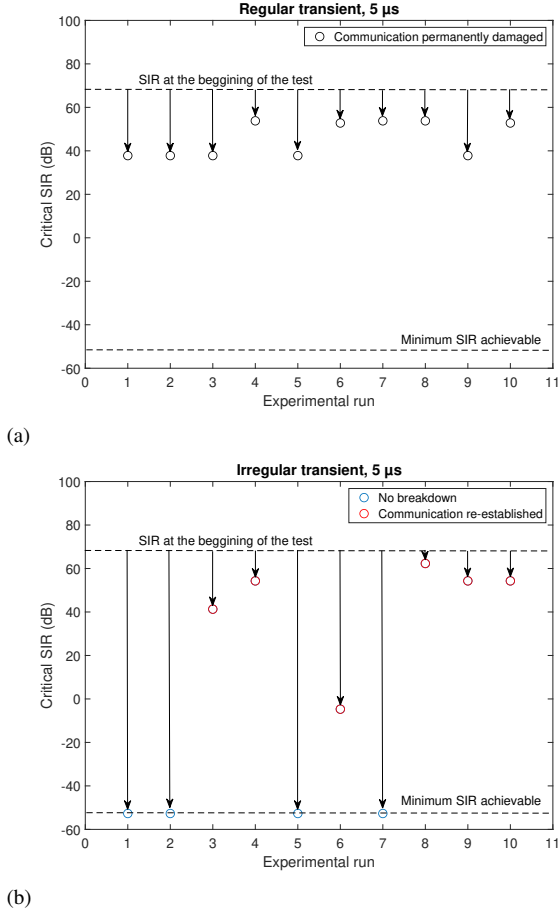 Regular transient, 5 µs
Communication permanently damaged
SIR at the beggining of the test
Minimum SIR achievable
100
80
60
40
20
0
-20
-40
-60
Critical SIR (dB)
0 1 2 3 4 5 6 7 8 9 10 11
Experimental run
(a)
Irregular transient, 5 µs
No breakdown
Communication re-established
SIR at the beggining of the test
Minimum SIR achievable
100
80
60
40
20
0
-20
-40
-60
Critical SIR (dB)
0 1 2 3 4 5 6 7 8 9 10 11
Experimental run
(b)